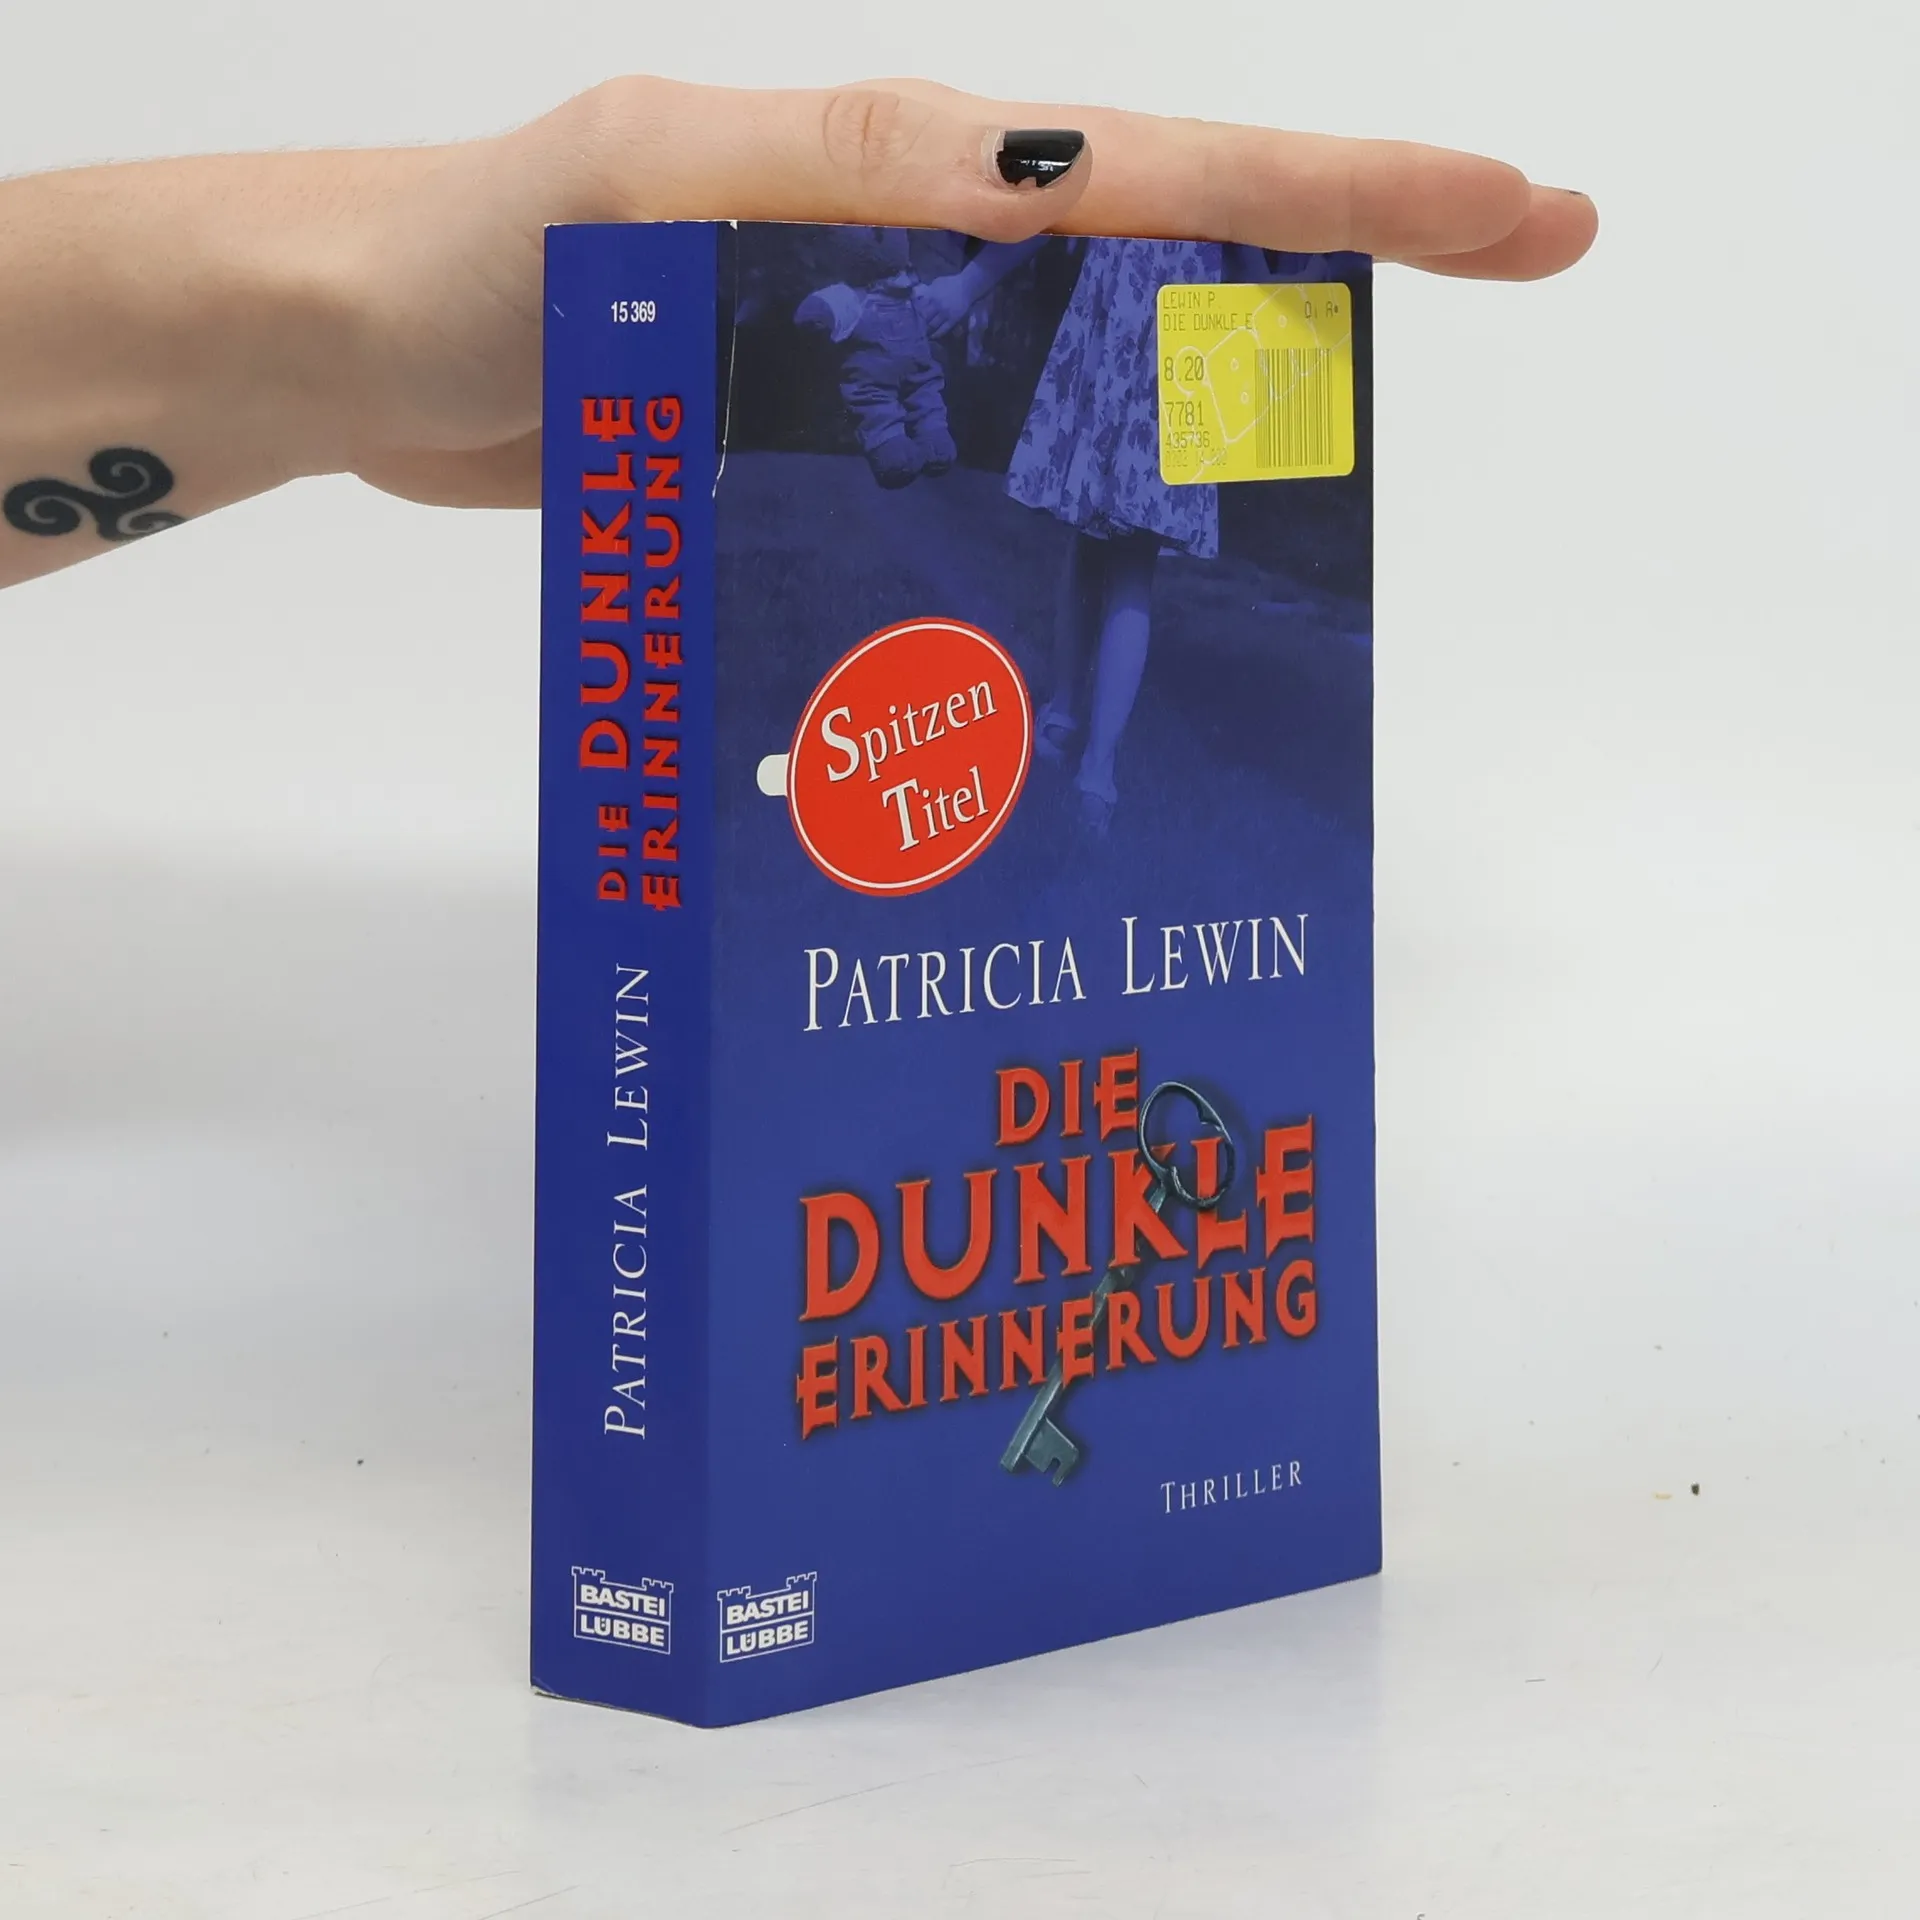 15 369
DIE DUNKLE
ERINNERUNG
PATRICIA LEWIN
BASTEI
LÜBBE
LEWIN P.
DIE DUNKLE E
8.20
7781
435736
Spitzen
Titel
PATRICIA LEWIN
DIE
DUNKLE
ERINNERUNG
THRILLER
BASTEI
LÜBBE